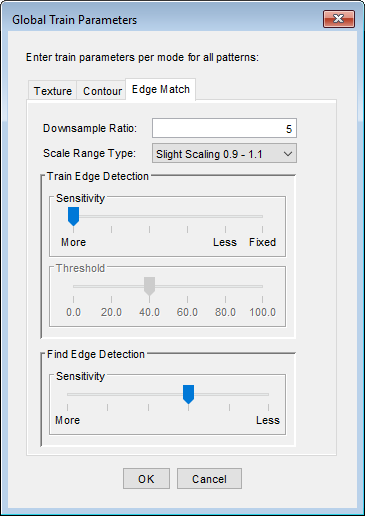 Global Train Parameters
Enter train parameters per mode for all patterns:
Texture Contour Edge Match
Downsample Ratio: 5
Scale Range Type: Slight Scaling 0.9 - 1.1
Train Edge Detection
Sensitivity
More Less Fixed
Threshold
0.0 20.0 40.0 60.0 80.0 100.0
Find Edge Detection
Sensitivity
More Less
OK Cancel